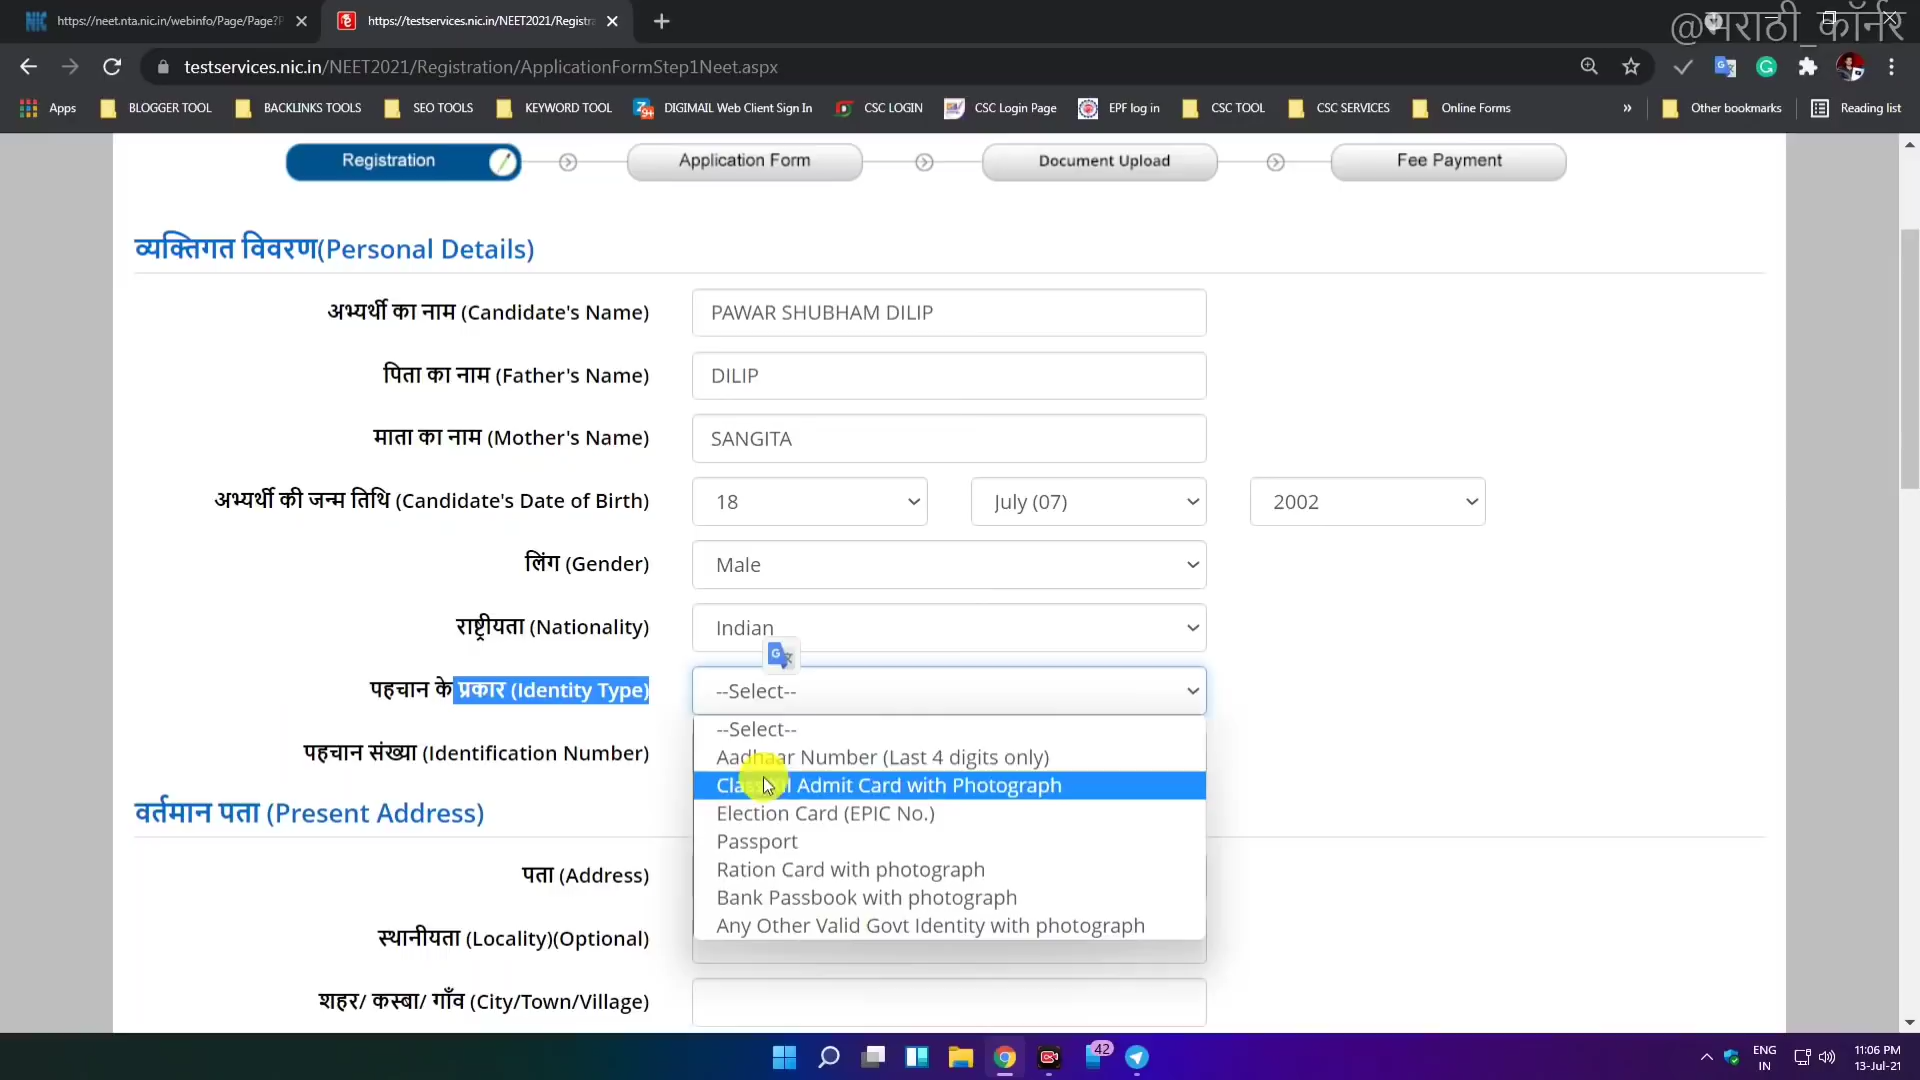 @मराठी_कॉर्नर
https://neet.nta.nic.in/webinfo/Page/Page?P
https://testservices.nic.in/NEET2021/Registra
testservices.nic.in/NEET2021/Registration/ApplicationFormStep1Neet.aspx
Apps BLOGGER TOOL BACKLINKS TOOLS SEO TOOLS KEYWORD TOOL DIGIMAIL Web Client Sign In CSC LOGIN CSC Login Page EPF log in CSC TOOL CSC SERVICES Online Forms » Other bookmarks Reading list
Registration Application Form Document Upload Fee Payment
व्यक्तिगत विवरण(Personal Details)
अभ्यर्थी का नाम (Candidate's Name) PAWAR SHUBHAM DILIP
पिता का नाम (Father's Name) DILIP
माता का नाम (Mother's Name) SANGITA
अभ्यर्थी की जन्म तिथि (Candidate's Date of Birth) 18 July (07) 2002
लिंग (Gender) Male
राष्ट्रीयता (Nationality) Indian
पहचान के प्रकार (Identity Type) --Select--
--Select--
पहचान संख्या (Identification Number) Aadhaar Number (Last 4 digits only)
Admit Card with Photograph
वर्तमान पता (Present Address) Election Card (EPIC No.)
Passport
पता (Address) Ration Card with photograph
Bank Passbook with photograph
Any Other Valid Govt Identity with photograph
स्थानीयता (Locality)(Optional)
शहर/ कस्बा/ गाँव (City/Town/Village)
42
ENG
IN
11:06 PM
13-Jul-21